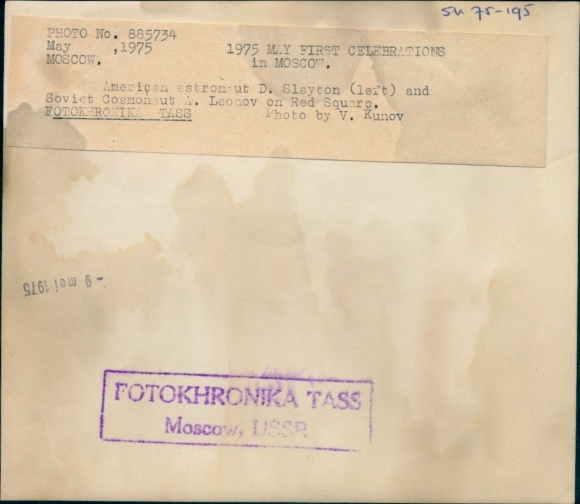 SU 75-195
PHOTO No. 885734
May ,1975 1975 MAY FIRST CELEBRATIONS
MOSCOW. in MOSCOW.
American astronaut D. Slayton (left) and
Soviet Cosmonaut A. Leonov on Red Square.
FOTOKHRONIKA TASS Photo by V. Kunov
- 9 mei 1975
FOTOKHRONIKA TASS
Moscow, USSR